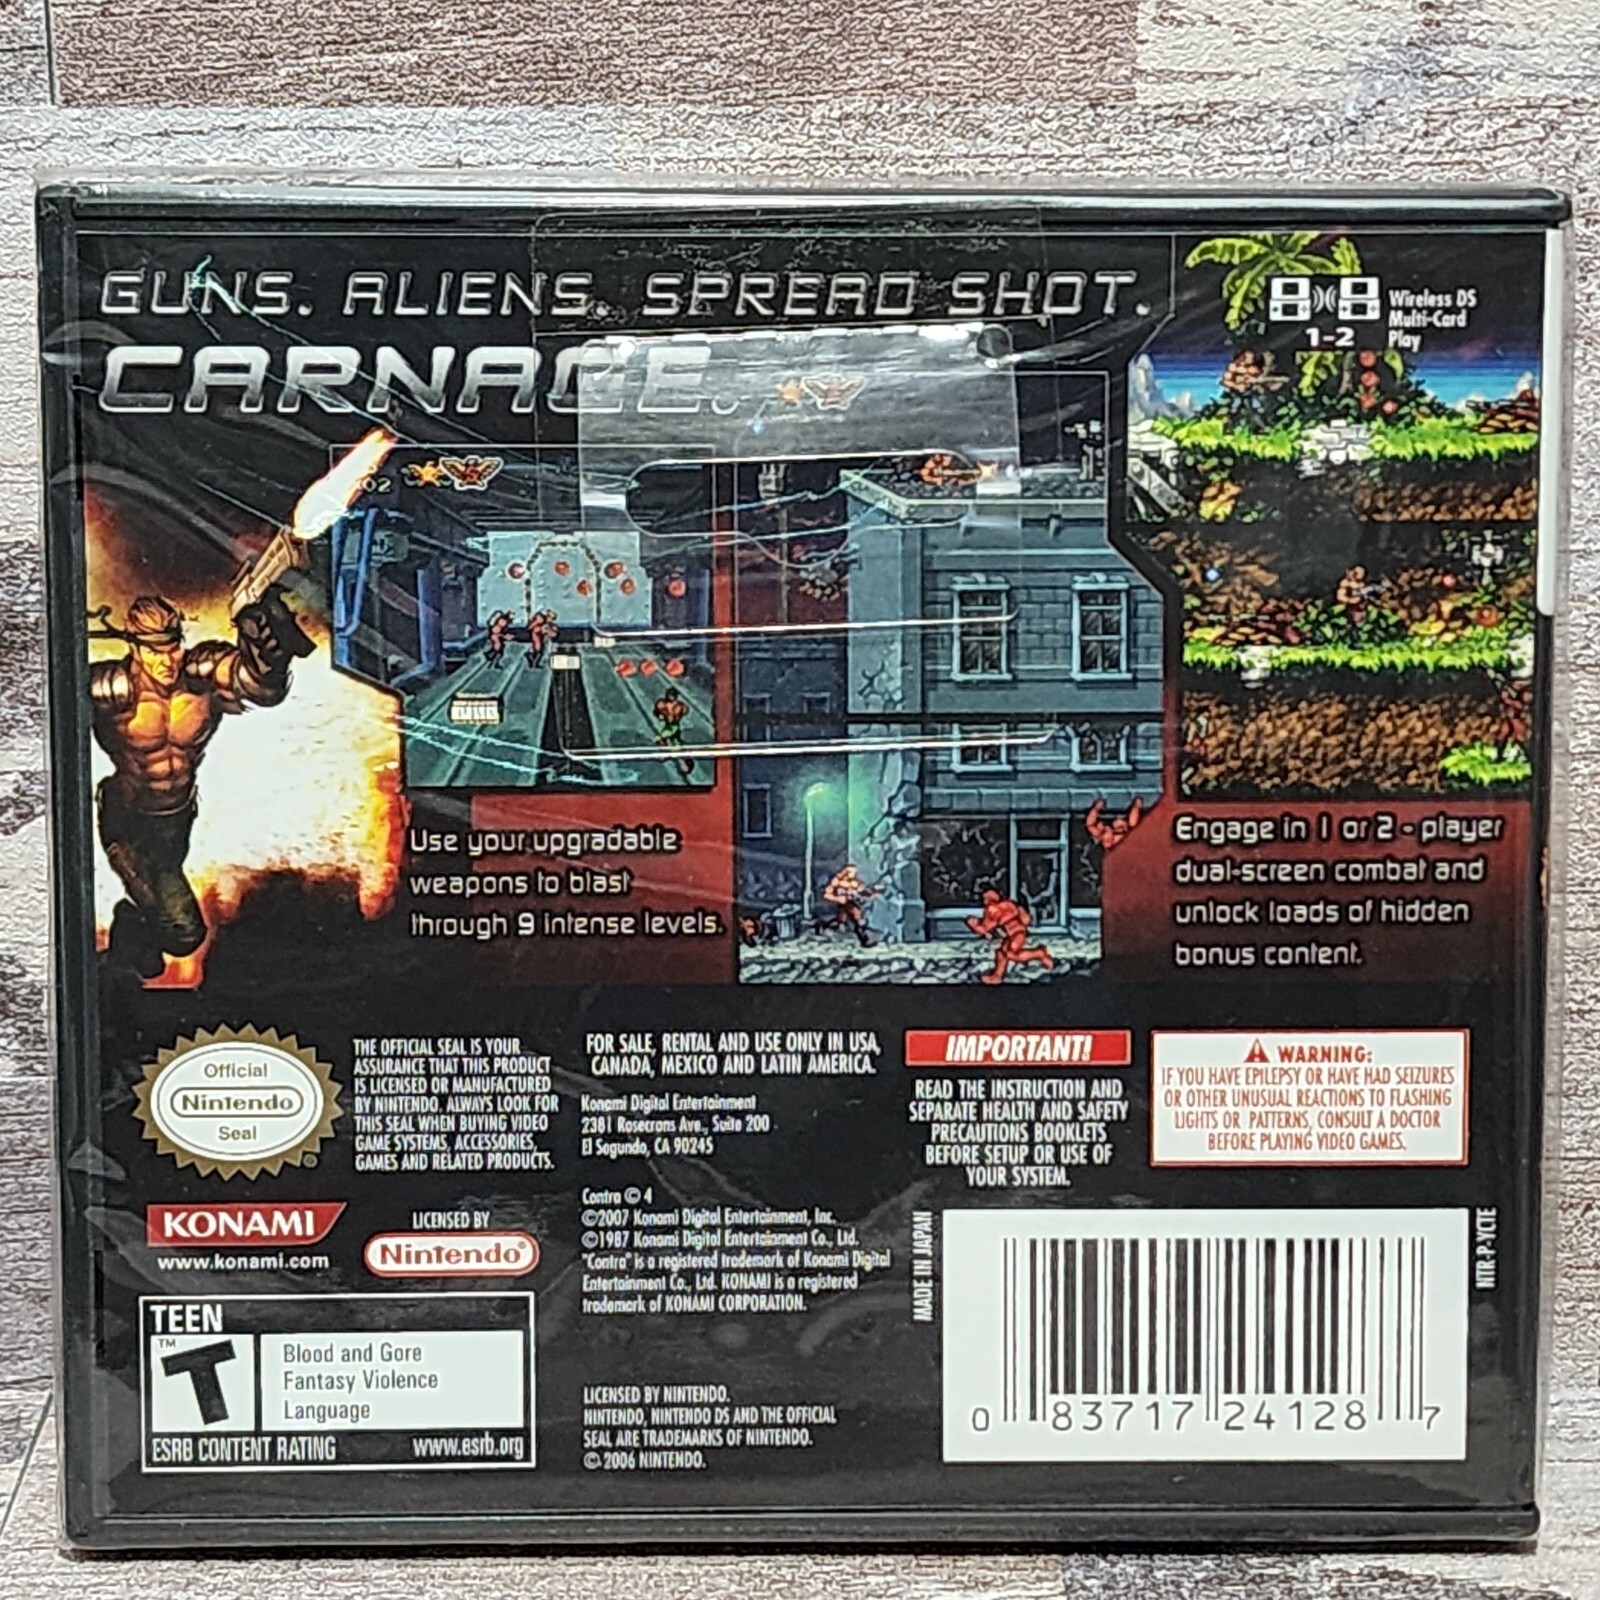 GUNS. ALIENS. SPREAD SHOT.
CARNAGE.
Wireless DS
Multi-Card
Play
1-2
Use your upgradable
weapons to blast
through 9 intense levels.
Engage in 1 or 2 - player
dual-screen combat and
unlock loads of hidden
bonus content.
Official
Nintendo
Seal
THE OFFICIAL SEAL IS YOUR
ASSURANCE THAT THIS PRODUCT
IS LICENSED OR MANUFACTURED
BY NINTENDO. ALWAYS LOOK FOR
THIS SEAL WHEN BUYING VIDEO
GAME SYSTEMS, ACCESSORIES,
GAMES AND RELATED PRODUCTS.
FOR SALE, RENTAL AND USE ONLY IN USA,
CANADA, MEXICO AND LATIN AMERICA.
Konami Digital Entertainment
2381 Rosecrans Ave., Suite 200
El Segundo, CA 90245
IMPORTANT!
READ THE INSTRUCTION AND
SEPARATE HEALTH AND SAFETY
PRECAUTIONS BOOKLETS
BEFORE SETUP OR USE OF
YOUR SYSTEM.
WARNING:
IF YOU HAVE EPILEPSY OR HAVE HAD SEIZURES
OR OTHER UNUSUAL REACTIONS TO FLASHING
LIGHTS OR PATTERNS, CONSULT A DOCTOR
BEFORE PLAYING VIDEO GAMES.
KONAMI
www.konami.com
LICENSED BY
Nintendo®
Contra © 4
©2007 Konami Digital Entertainment, Inc.
©1987 Konami Digital Entertainment Co., Ltd.
"Contra" is a registered trademark of Konami Digital
Entertainment Co., Ltd. KONAMI is a registered
trademark of KONAMI CORPORATION.
TEEN
T™
Blood and Gore
Fantasy Violence
Language
ESRB CONTENT RATING www.esrb.org
LICENSED BY NINTENDO.
NINTENDO, NINTENDO DS AND THE OFFICIAL
SEAL ARE TRADEMARKS OF NINTENDO.
© 2006 NINTENDO.
MADE IN JAPAN
NTR-P-YCTE
0 83717 24128 7